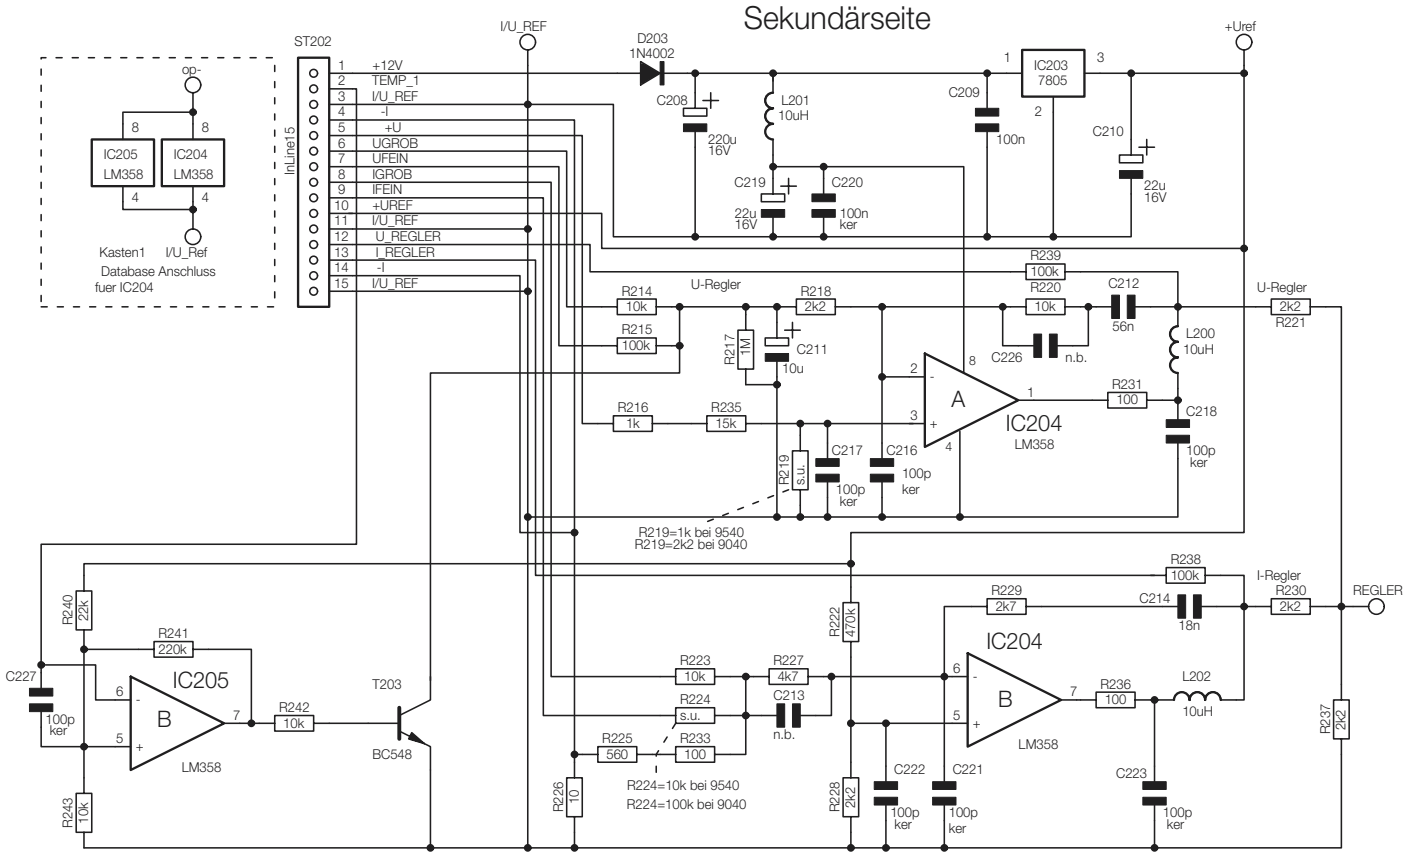 Sekundärseite
I/U_REF
+Uref
ST202
InLine15
1 +12V
2 TEMP_1
3 I/U_REF
4 -I
5 +U
6 UGROB
7 UFEIN
8 IGROB
9 IFEIN
10 +UREF
11 I/U_REF
12 U_REGLER
13 I_REGLER
14 -I
15 I/U_REF
op-
8
8
IC205
LM358
IC204
LM358
4
4
Kasten1
I/U_Ref
Database Anschluss
fuer IC204
D203
1N4002
C208
+
220u
16V
L201
10uH
C209
100n
1
IC203
7805
3
2
C210
+
22u
16V
C219
+
22u
16V
C220
100n
ker
R239
100k
R214
10k
U-Regler
R218
2k2
R220
10k
C212
56n
U-Regler
2k2
R221
R215
100k
R217
1M
+
C211
10u
C226
n.b.
L200
10uH
R216
1k
R235
15k
2
-
3
+
8
A
4
1
IC204
LM358
R231
100
C218
100p
ker
R219
s.u.
C217
100p
ker
C216
100p
ker
R219=1k bei 9540
R219=2k2 bei 9040
R240
22k
R241
220k
C227
100p
ker
6
-
5
+
B
7
IC205
LM358
R242
10k
T203
BC548
R243
10k
R222
470k
R238
100k
R229
2k7
C214
18n
I-Regler
R230
2k2
REGLER
R223
10k
R227
4k7
R224
s.u.
C213
n.b.
R225
560
R233
100
R226
10
R224=10k bei 9540
R224=100k bei 9040
R228
2k2
6
-
5
+
B
7
IC204
LM358
R236
100
L202
10uH
C222
100p
ker
C221
100p
ker
C223
100p
ker
R237
2k2